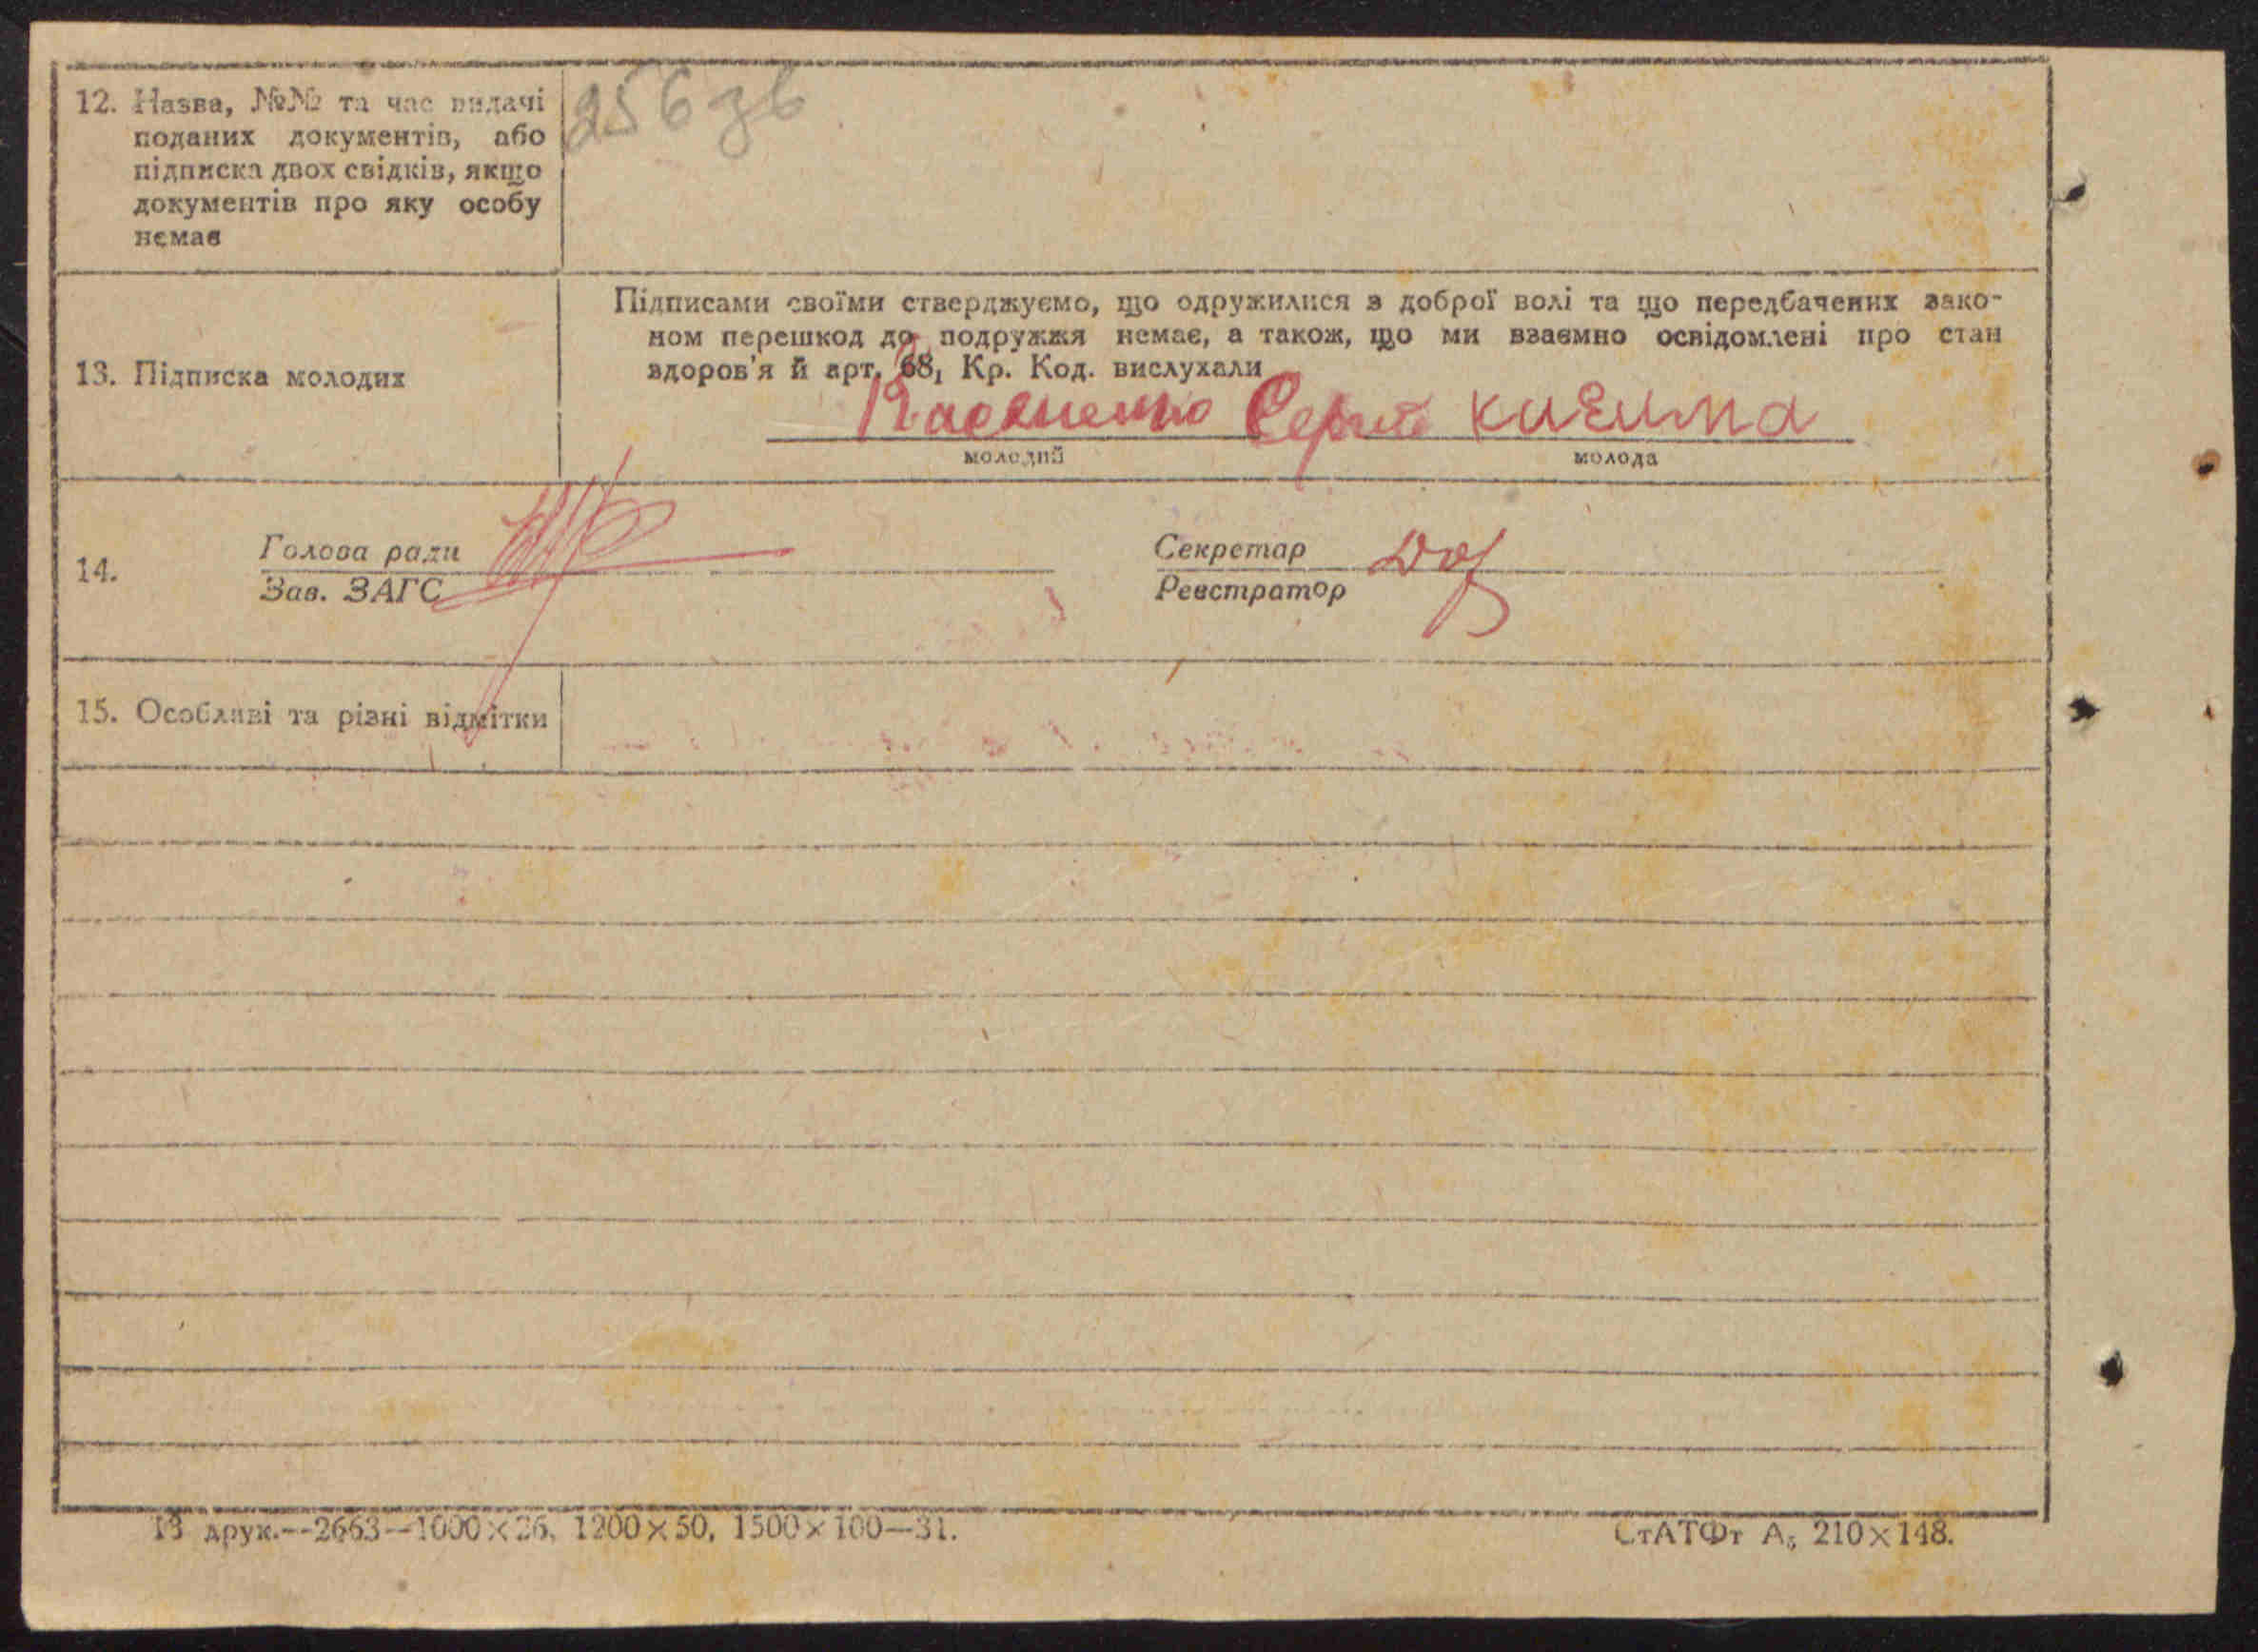 256 зв
12. Назва, №№ та час видачі
поданих документів, або
підписка двох свідків, якщо
документів про яку особу
немає
13. Підписка молодих
Підписами своїми стверджуємо, що одружилися з доброї волі та що передбачених зако-
ном перешкод до подружжя немає, а також, що ми взаємно освідомлені про стан
здоров'я й арт. 68, Кр. Код. вислухали
Сергій
молодий
молода
14.
Голова ради
Зав. ЗАГС
Секретар
Реєстратор
15. Особливі та різні відмітки
13 друк.--2663--1000×26, 1200×50, 1500×100—31.
СтАТФт А₅ 210×148.